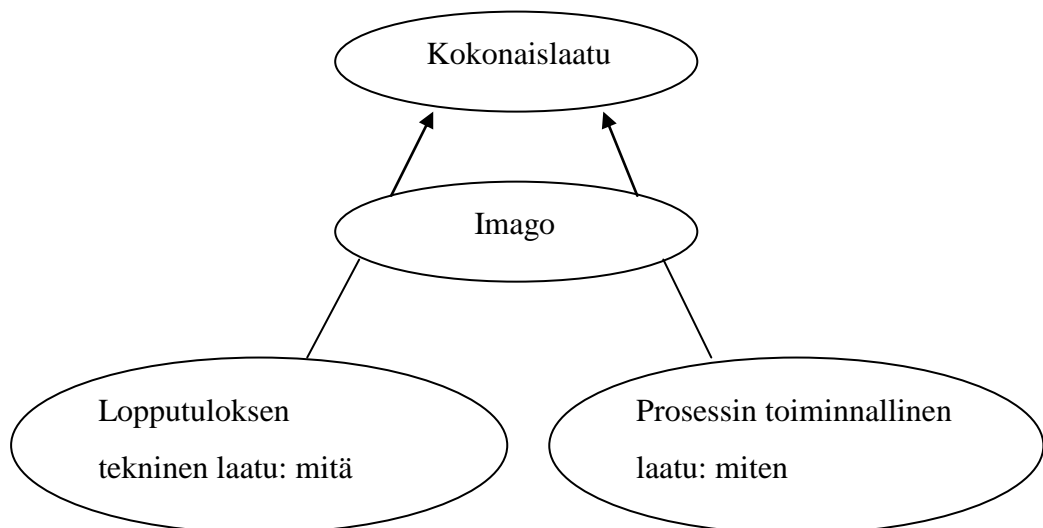 Kokonaislaatu
Imago
Lopputuloksen
tekninen laatu: mitä
Prosessin toiminnallinen
laatu: miten